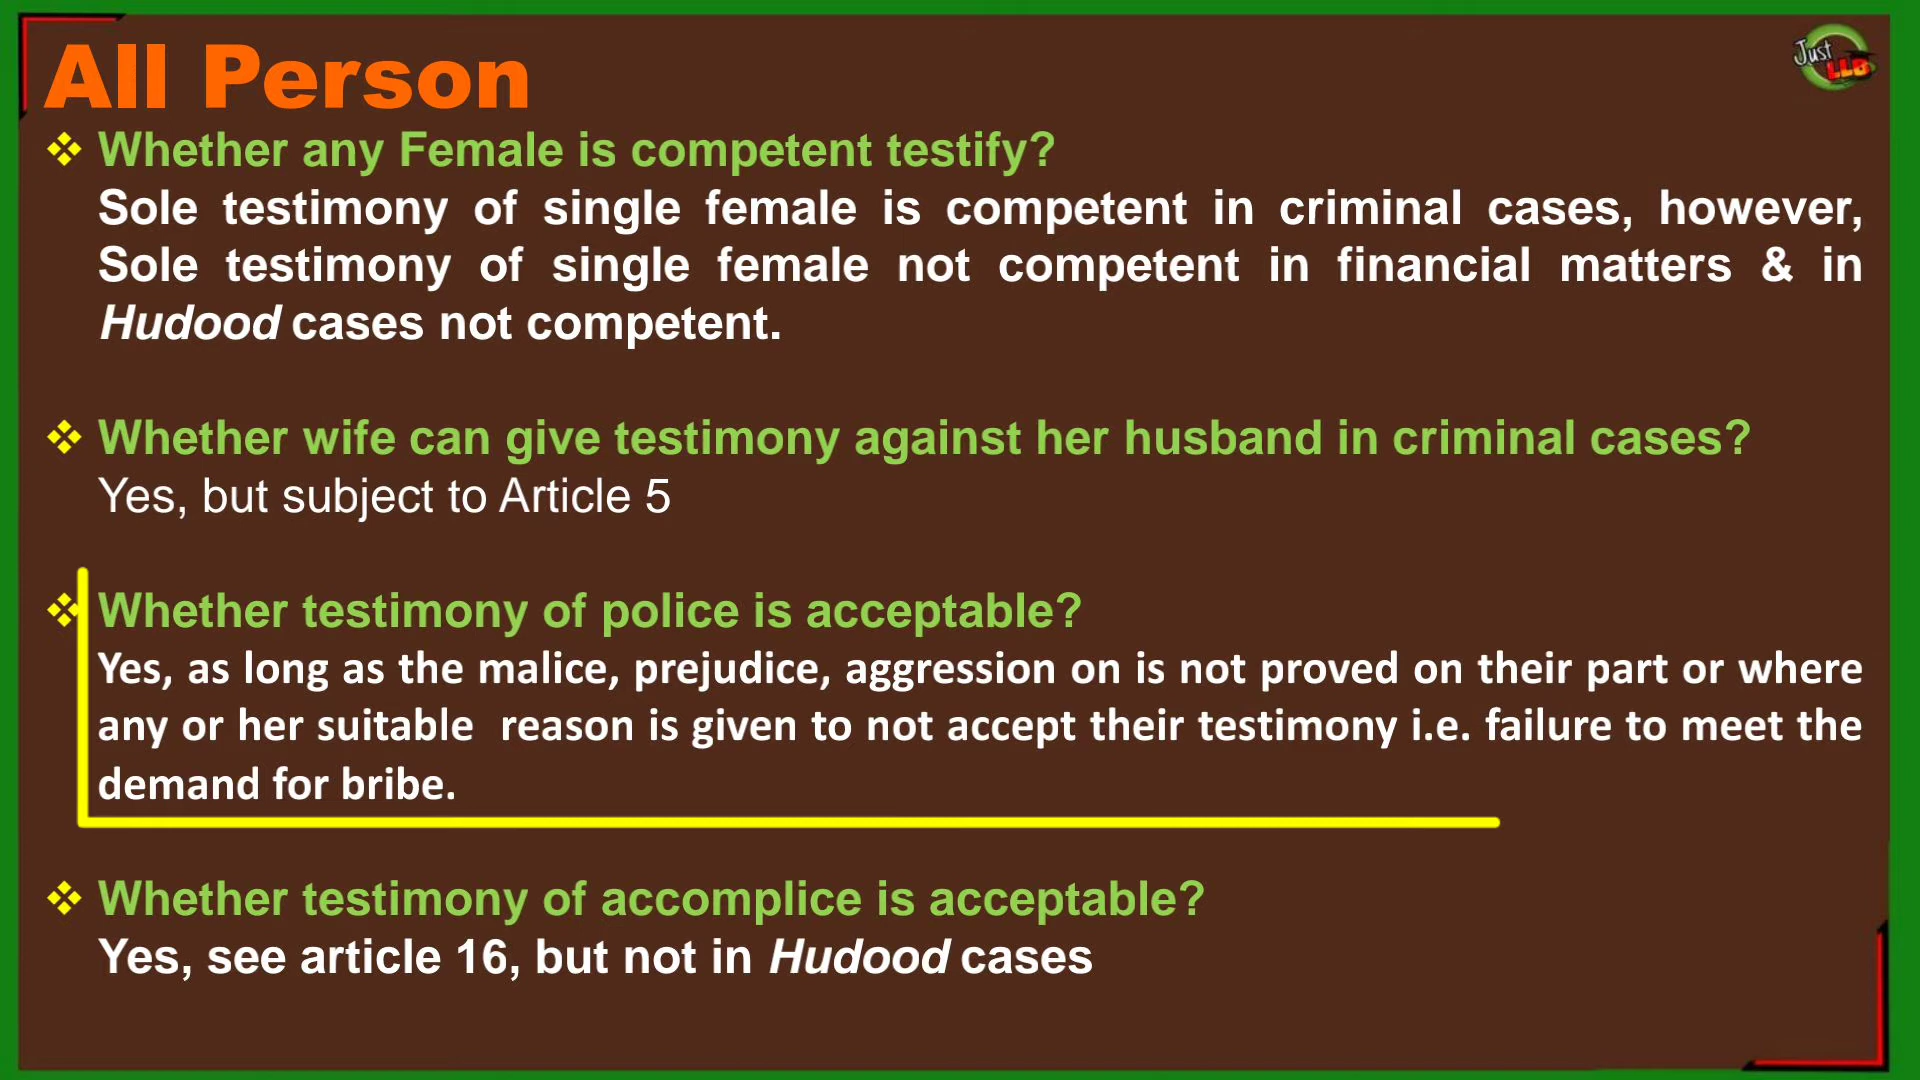 All Person
Just
LLB
Whether any Female is competent testify?
Sole testimony of single female is competent in criminal cases, however,
Sole testimony of single female not competent in financial matters & in
Hudood cases not competent.
Whether wife can give testimony against her husband in criminal cases?
Yes, but subject to Article 5
Whether testimony of police is acceptable?
Yes, as long as the malice, prejudice, aggression on is not proved on their part or where
any or her suitable reason is given to not accept their testimony i.e. failure to meet the
demand for bribe.
Whether testimony of accomplice is acceptable?
Yes, see article 16, but not in Hudood cases